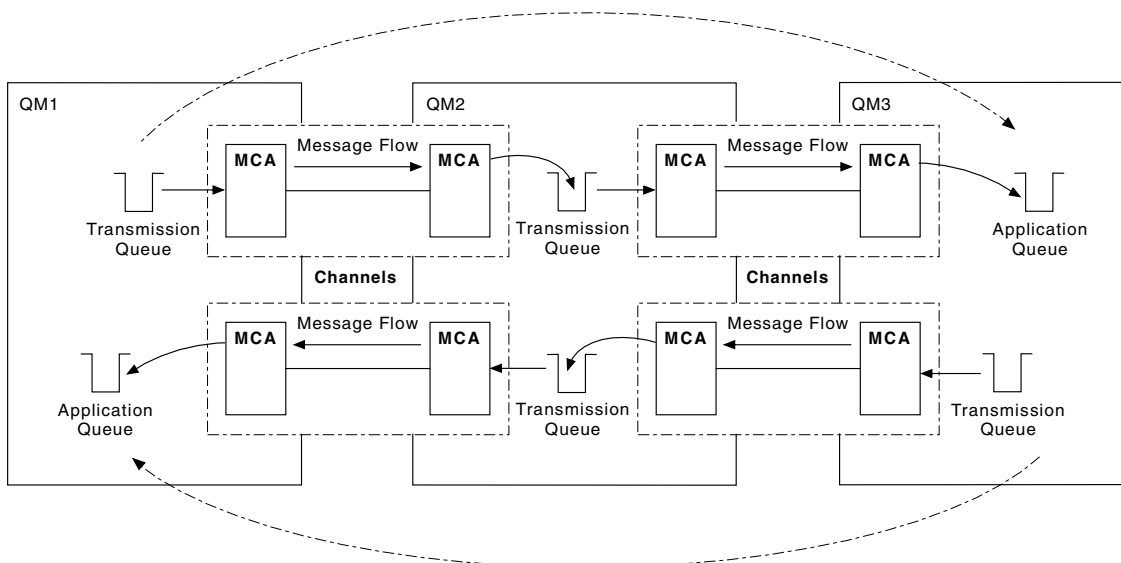 QM1
QM2
QM3
MCA
Message Flow
MCA
MCA
Message Flow
MCA
Transmission
Queue
Transmission
Queue
Application
Queue
Channels
Channels
MCA
Message Flow
MCA
MCA
Message Flow
MCA
Application
Queue
Transmission
Queue
Transmission
Queue